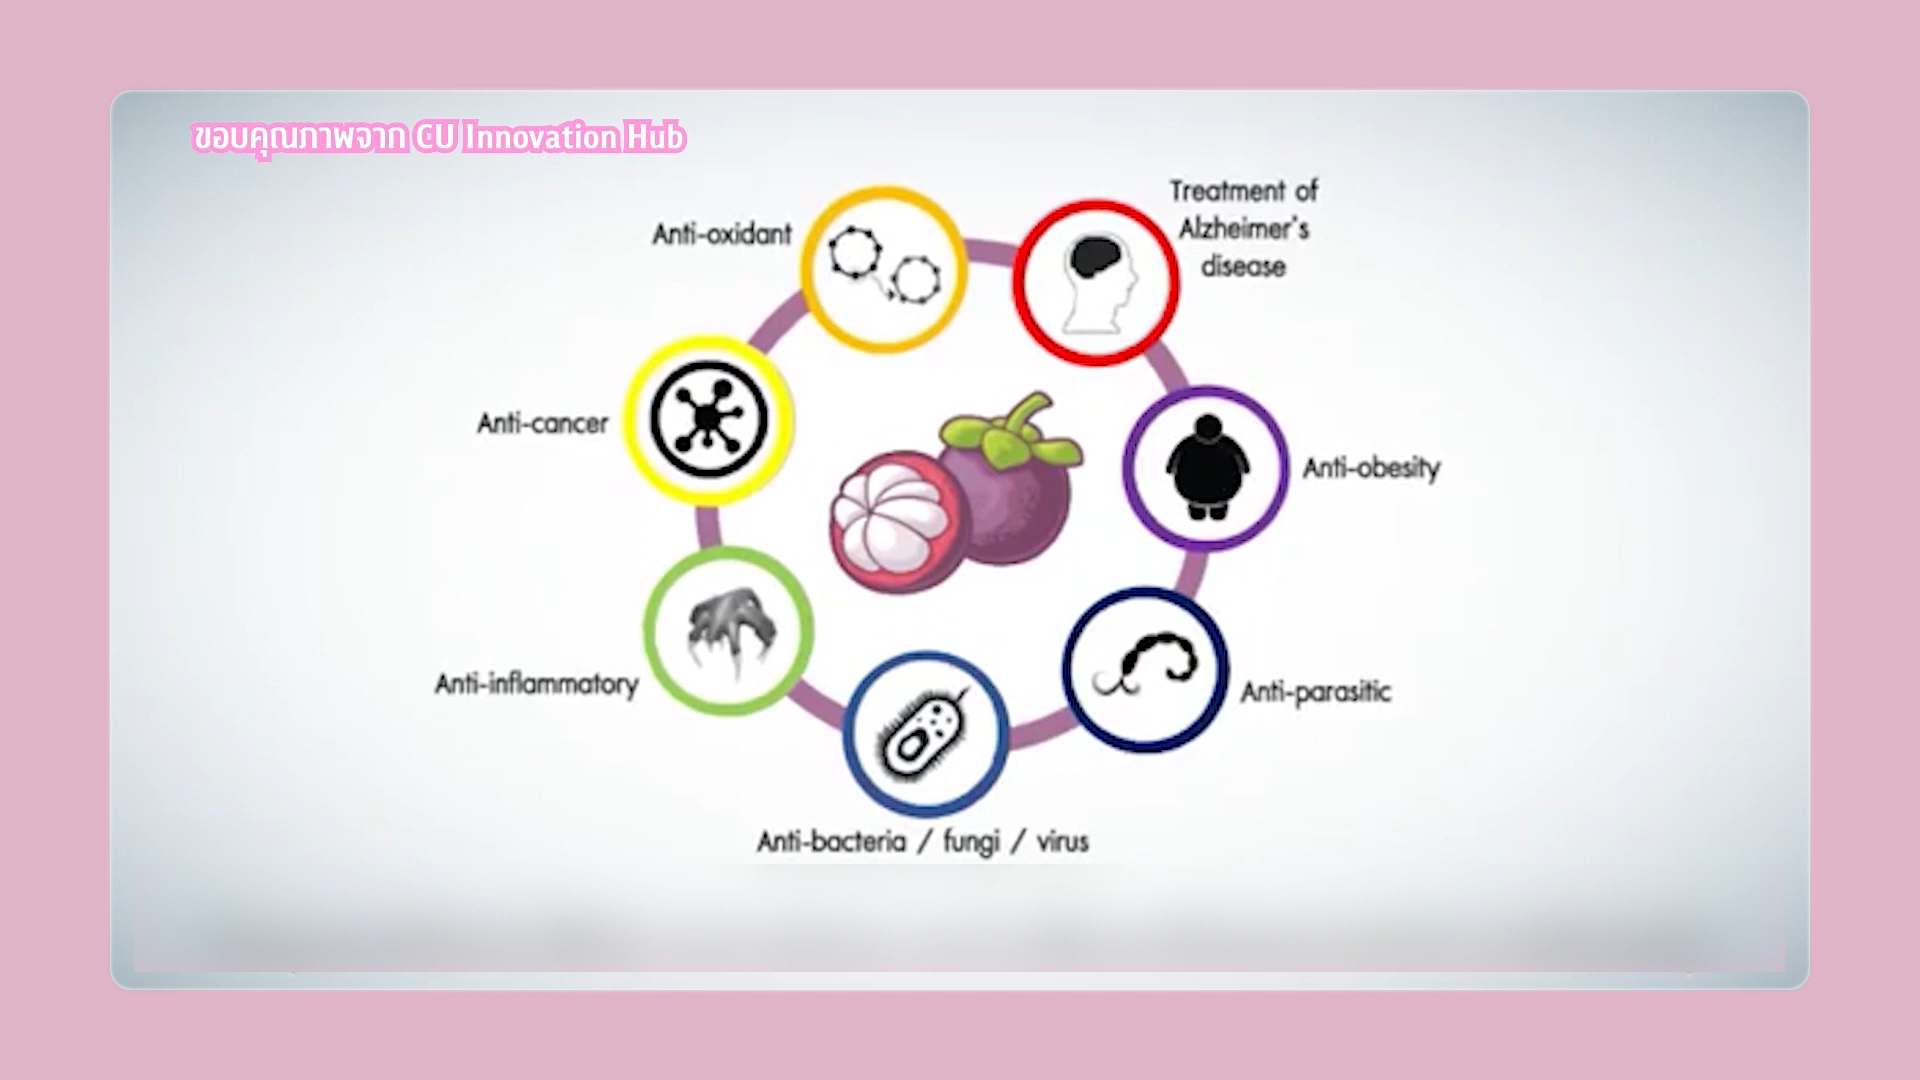 ขอบคุณภาพจาก CU Innovation Hub
Treatment of
Alzheimer's
disease
Anti-oxidant
Anti-cancer
Anti-obesity
Anti-inflammatory
Anti-parasitic
Anti-bacteria / fungi / virus